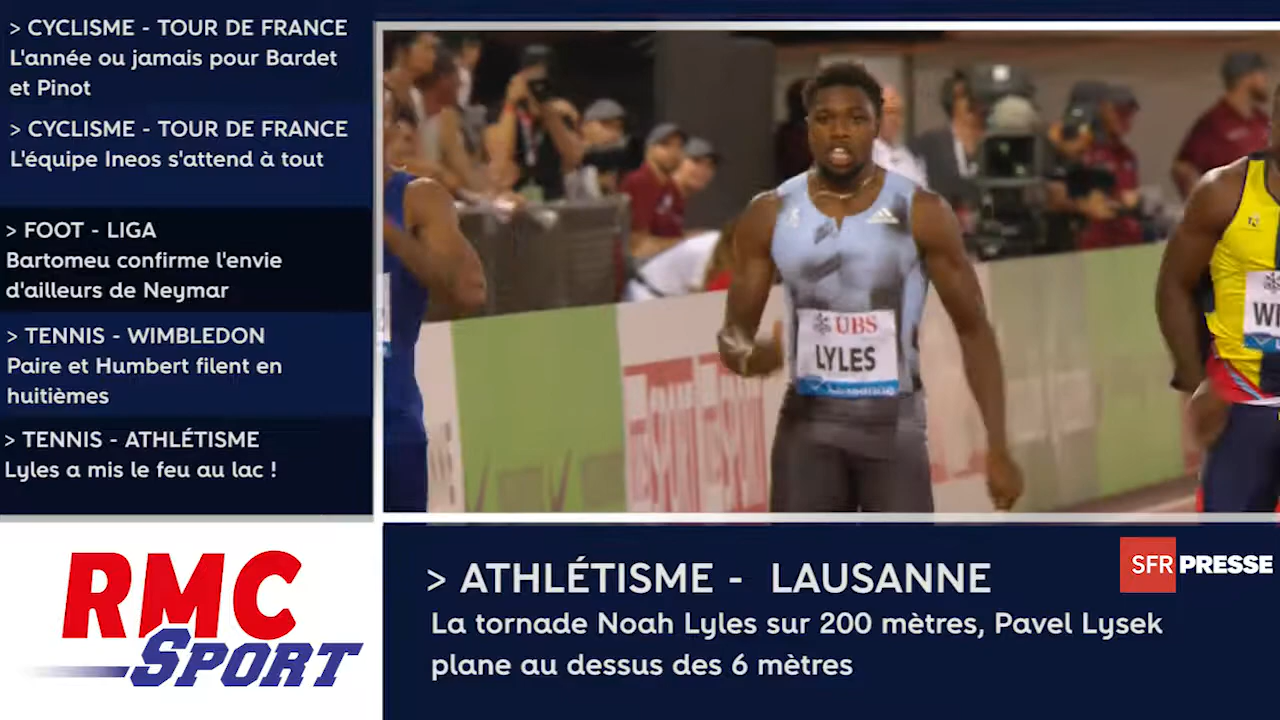 > CYCLISME - TOUR DE FRANCE
L'année ou jamais pour Bardet
et Pinot
> CYCLISME - TOUR DE FRANCE
L'équipe Ineos s'attend à tout
> FOOT - LIGA
Bartomeu confirme l'envie
d'ailleurs de Neymar
> TENNIS - WIMBLEDON
Paire et Humbert filent en
huitièmes
> TENNIS - ATHLÉTISME
Lyles a mis le feu au lac !
UBS
LYLES
RMC
SPORT
> ATHLÉTISME - LAUSANNE
La tornade Noah Lyles sur 200 mètres, Pavel Lysek
plane au dessus des 6 mètres
SFR PRESSE